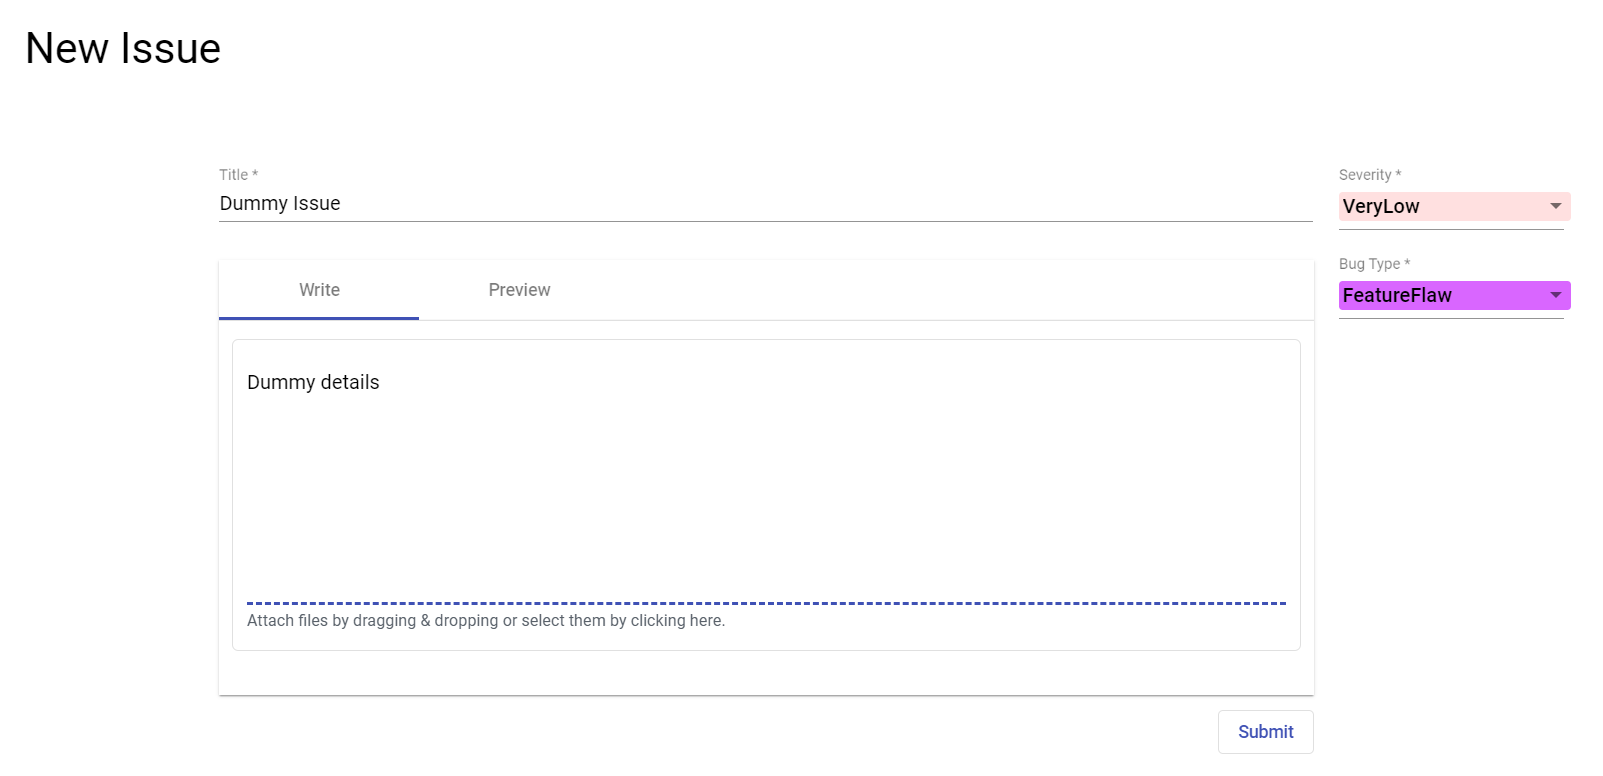 New Issue
Title *
Dummy Issue
Severity *
VeryLow
Bug Type *
FeatureFlaw
Write
Preview
Dummy details
Attach files by dragging & dropping or select them by clicking here.
Submit